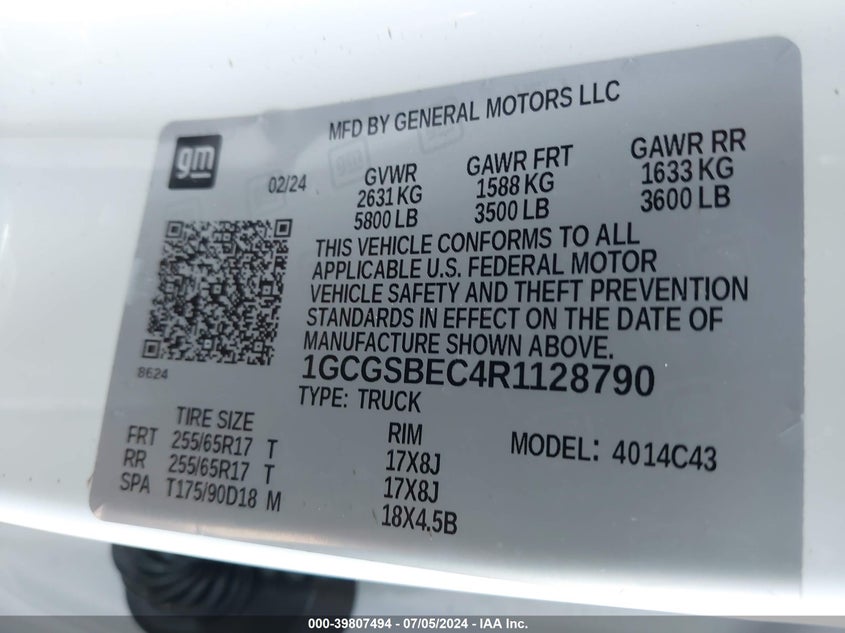 MFD BY GENERAL MOTORS LLC
gm
02/24
GVWR GAWR FRT GAWR RR
2631 KG 1588 KG 1633 KG
5800 LB 3500 LB 3600 LB
THIS VEHICLE CONFORMS TO ALL
APPLICABLE U.S. FEDERAL MOTOR
VEHICLE SAFETY AND THEFT PREVENTION
STANDARDS IN EFFECT ON THE DATE OF
MANUFACTURE SHOWN ABOVE.
8624
1GCGSBEC4R1128790
TYPE: TRUCK
TIRE SIZE RIM MODEL: 4014C43
FRT 255/65R17 T 17X8J
RR 255/65R17 T 17X8J
SPA T175/90D18 M 18X4.5B
000-39807494 - 07/05/2024 - IAA Inc.